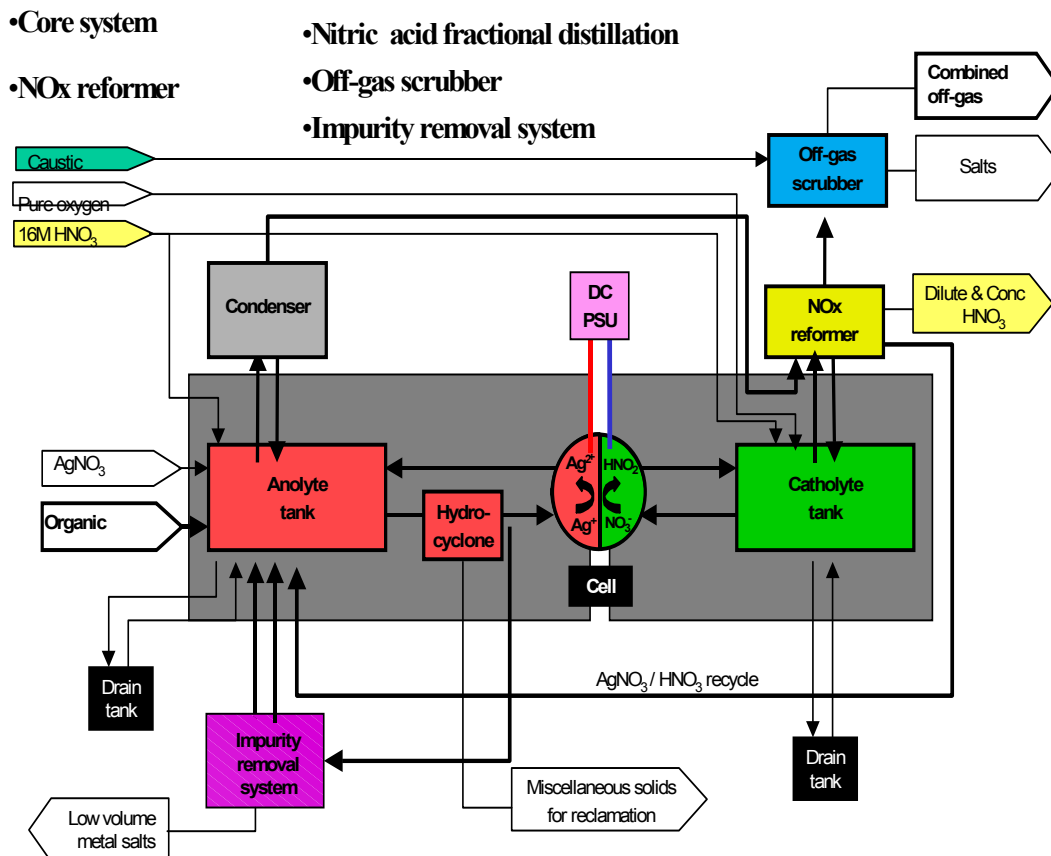 •Core system
•Nitric acid fractional distillation
•NOx reformer
•Off-gas scrubber
•Impurity removal system
Combined
off-gas
Caustic
Off-gas
scrubber
Salts
Pure oxygen
16M HNO₃
Condenser
DC
PSU
NOx
reformer
Dilute & Conc
HNO₃
AgNO₃
Anolyte
tank
Ag²⁺
HNO₂
Catholyte
tank
Organic
Hydro-
cyclone
Ag⁺
NO₃⁻
Cell
AgNO₃ / HNO₃ recycle
Drain
tank
Impurity
removal
system
Drain
tank
Miscellaneous solids
for reclamation
Low volume
metal salts